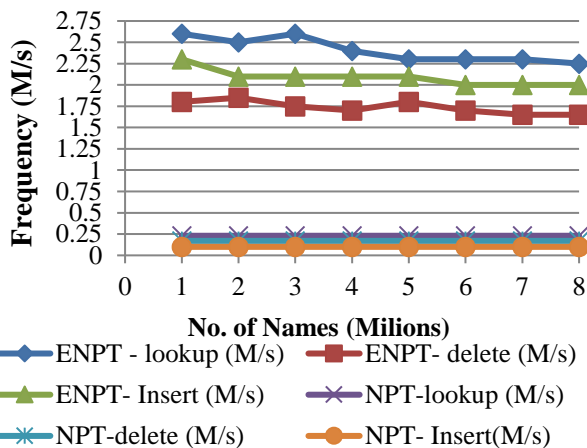 Frequency (M/s)
2.75
2.5
2.25
2
1.75
1.5
1.25
1
0.75
0.5
0.25
0
0 1 2 3 4 5 6 7 8
No. of Names (Milions)
ENPT - lookup (M/s) ENPT- delete (M/s)
ENPT- Insert (M/s) NPT-lookup (M/s)
NPT-delete (M/s) NPT- Insert(M/s)